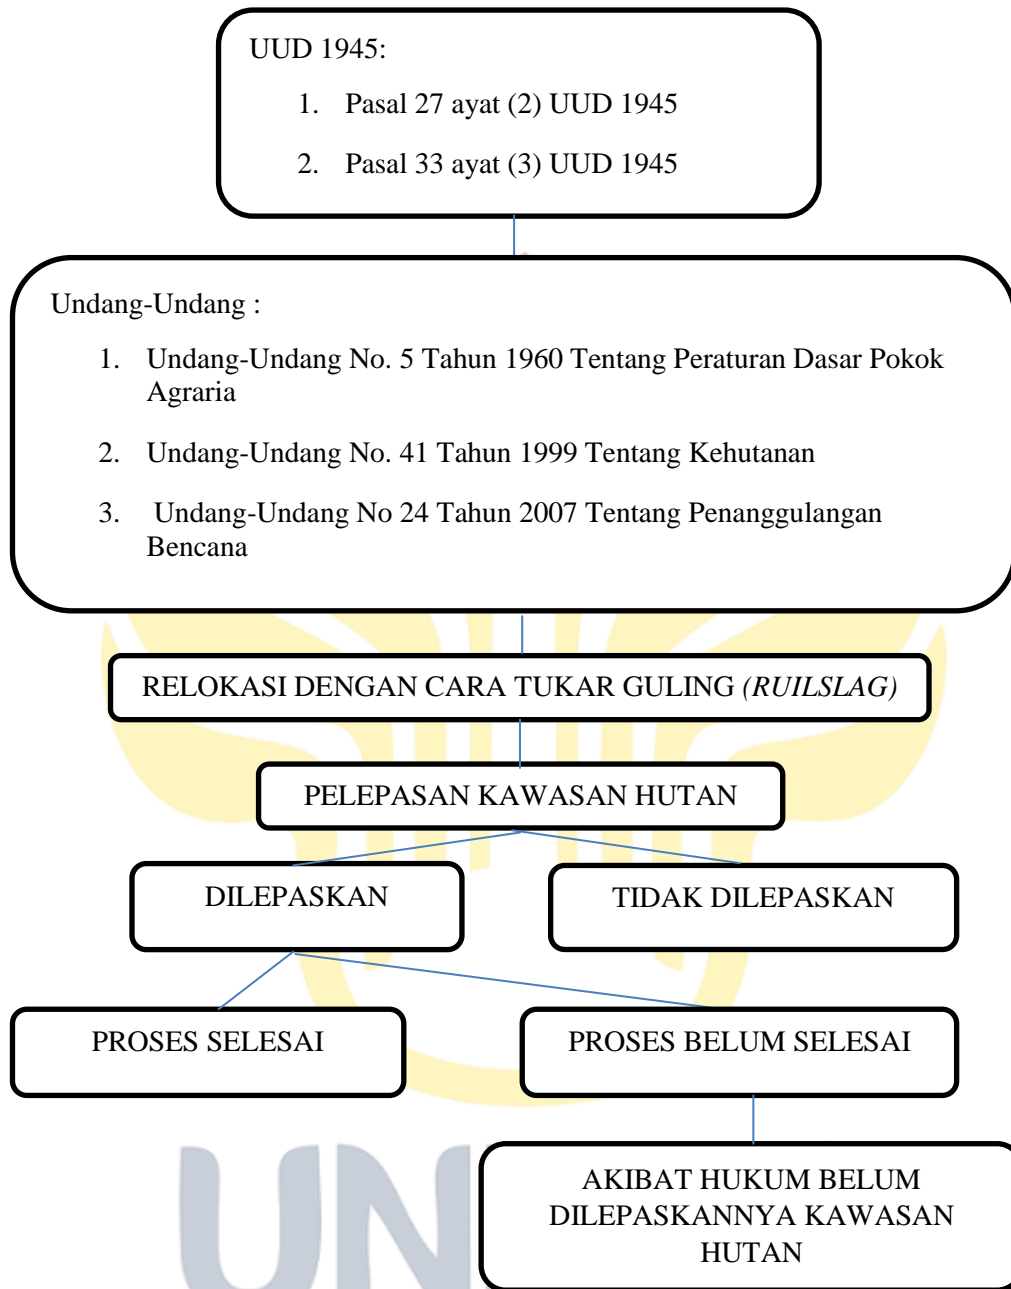 UUD 1945:
1. Pasal 27 ayat (2) UUD 1945
2. Pasal 33 ayat (3) UUD 1945
Undang-Undang :
1. Undang-Undang No. 5 Tahun 1960 Tentang Peraturan Dasar Pokok
Agraria
2. Undang-Undang No. 41 Tahun 1999 Tentang Kehutanan
3. Undang-Undang No 24 Tahun 2007 Tentang Penanggulangan
Bencana
RELOKASI DENGAN CARA TUKAR GULING (RUILSLAG)
PELEPASAN KAWASAN HUTAN
DILEPASKAN
TIDAK DILEPASKAN
PROSES SELESAI
PROSES BELUM SELESAI
AKIBAT HUKUM BELUM
DILEPASKANNYA KAWASAN
HUTAN
UN